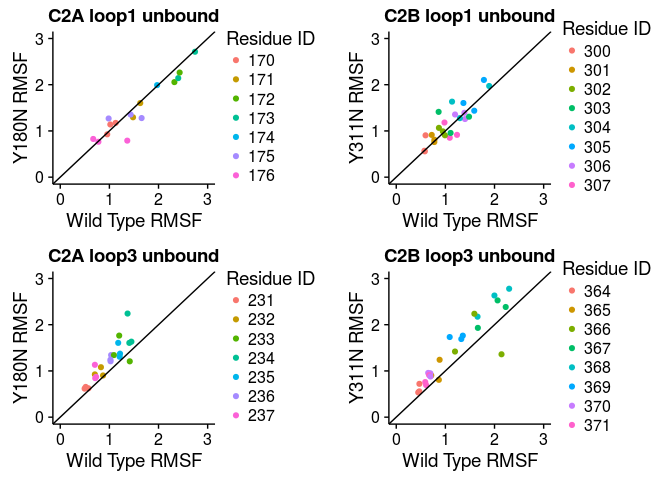 C2A loop1 unbound
Y180N RMSF
3
2
1
0
0 1 2 3
Wild Type RMSF
Residue ID
170
171
172
173
174
175
176
C2B loop1 unbound
Y311N RMSF
3
2
1
0
0 1 2 3
Wild Type RMSF
Residue ID
300
301
302
303
304
305
306
307
C2A loop3 unbound
Y180N RMSF
3
2
1
0
0 1 2 3
Wild Type RMSF
Residue ID
231
232
233
234
235
236
237
C2B loop3 unbound
Y311N RMSF
3
2
1
0
0 1 2 3
Wild Type RMSF
Residue ID
364
365
366
367
368
369
370
371